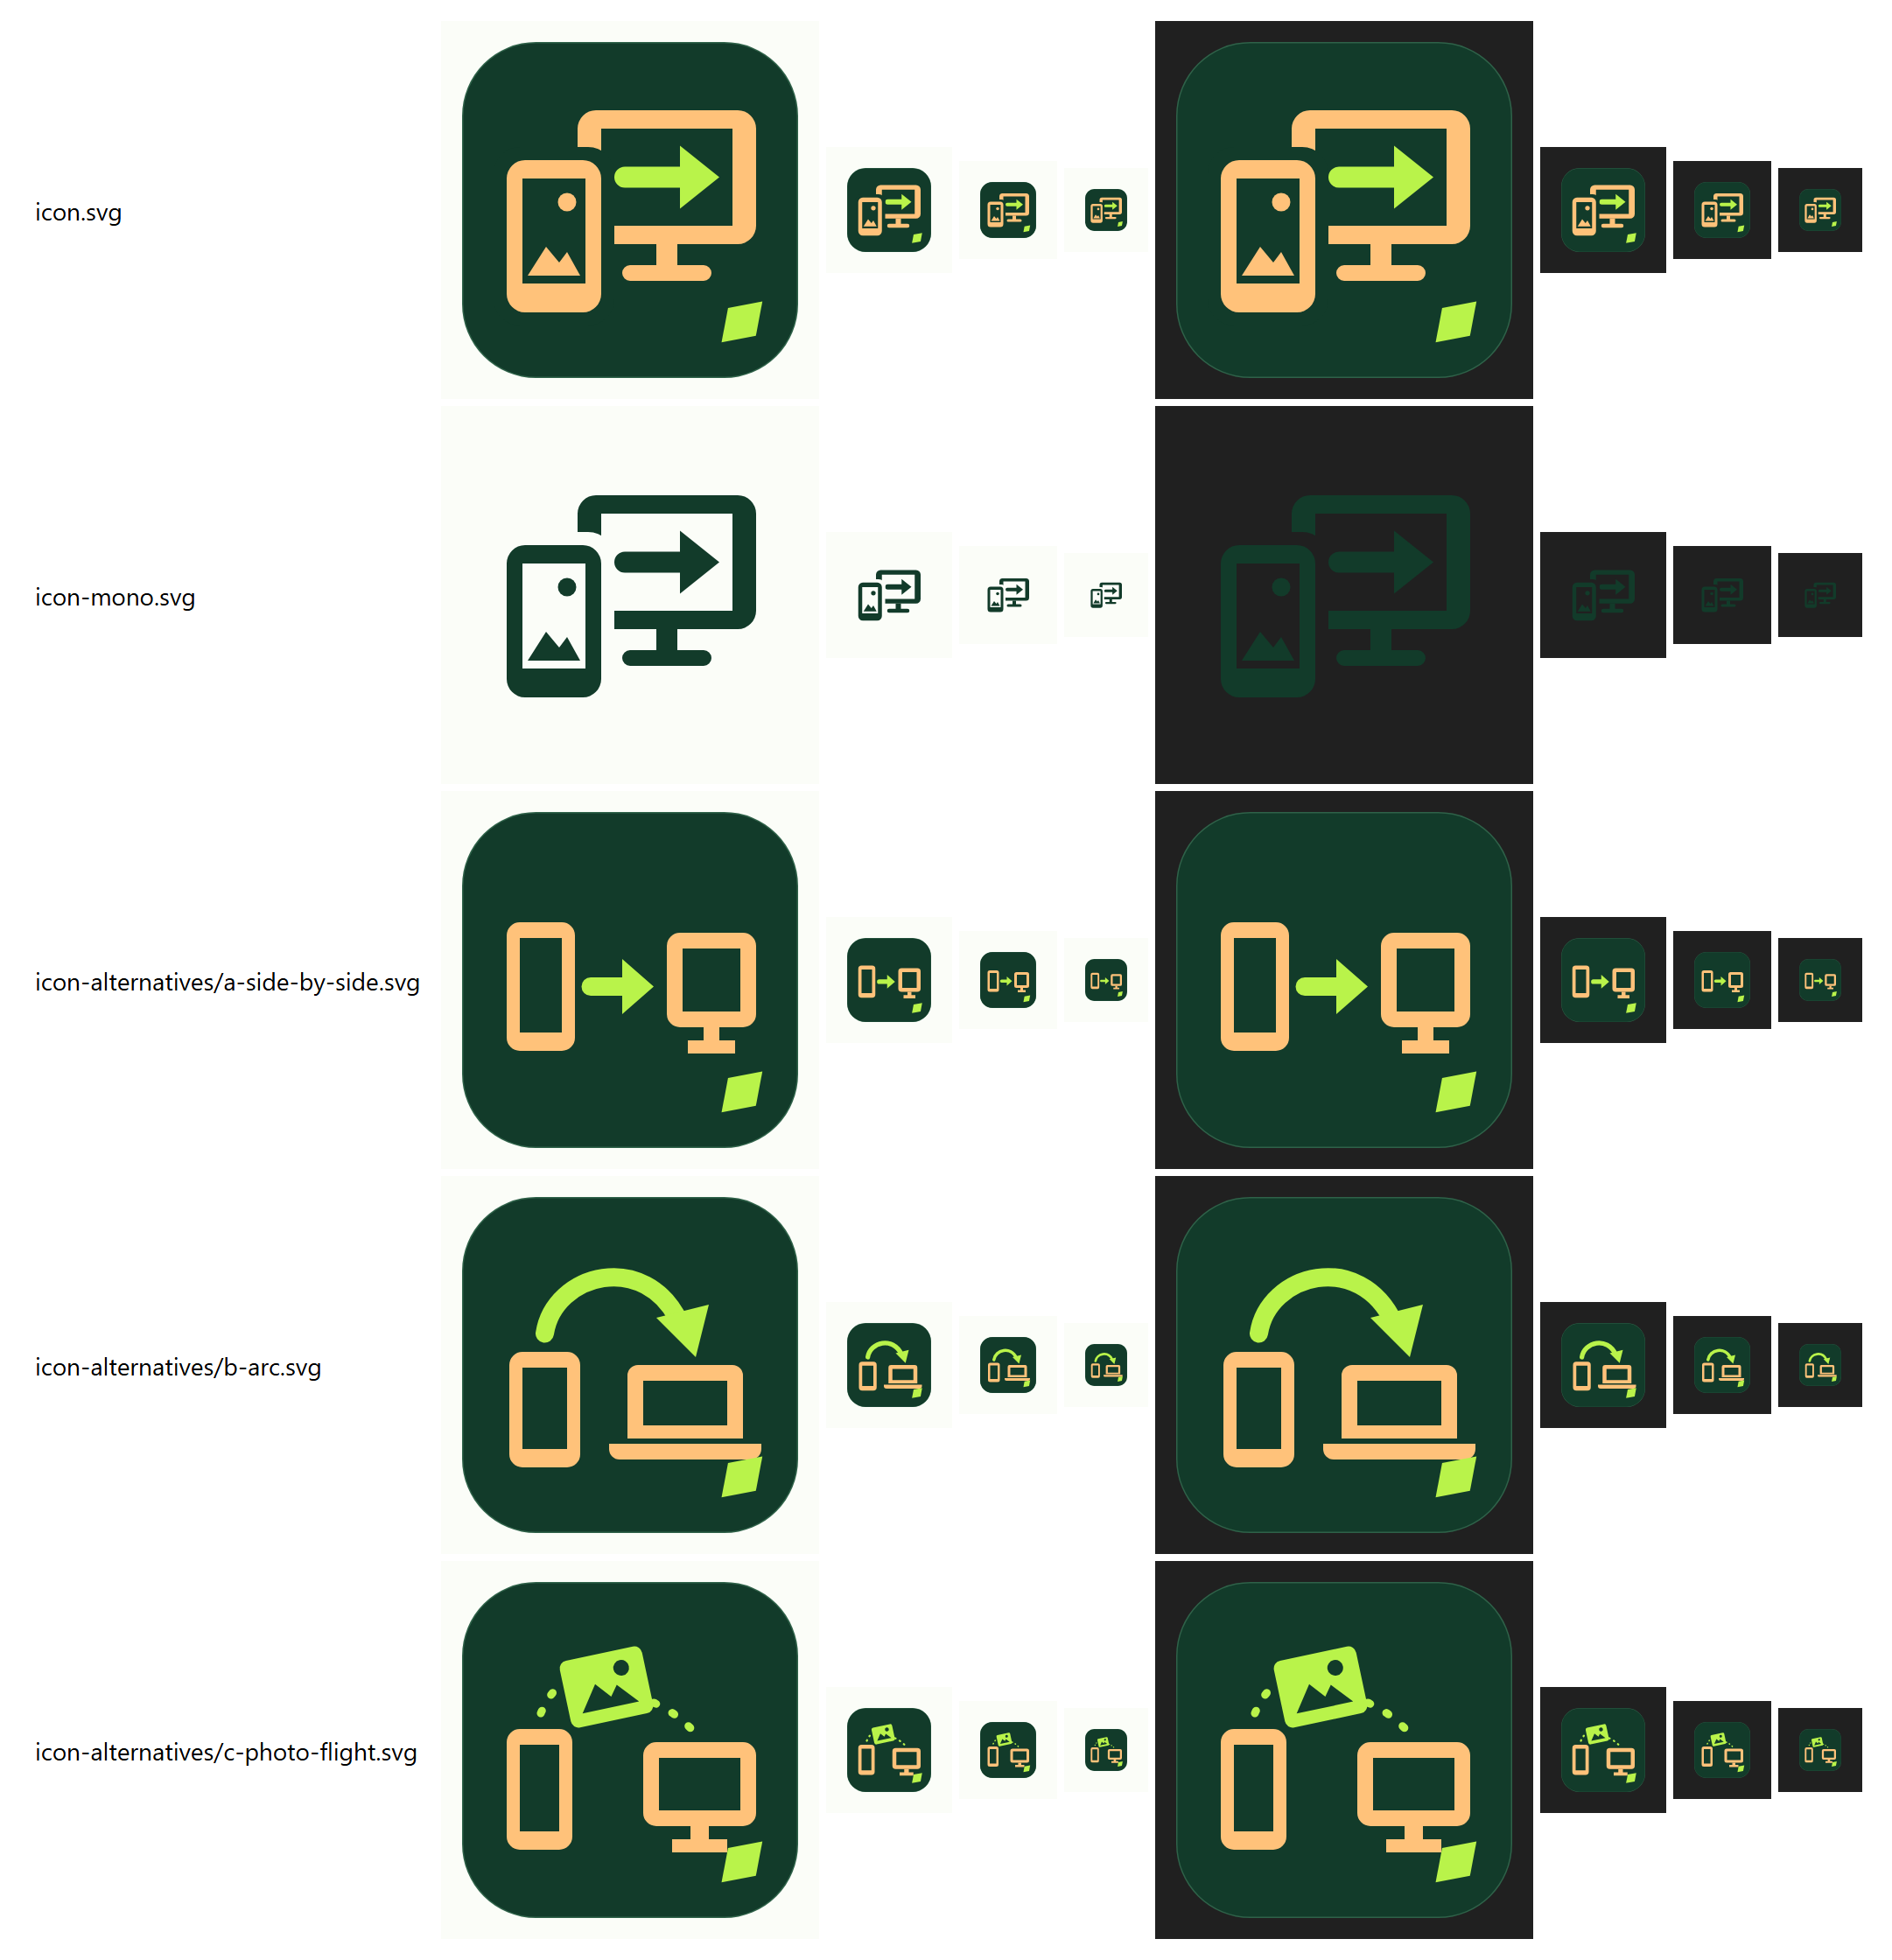 icon.svg
icon-mono.svg
icon-alternatives/a-side-by-side.svg
icon-alternatives/b-arc.svg
icon-alternatives/c-photo-flight.svg